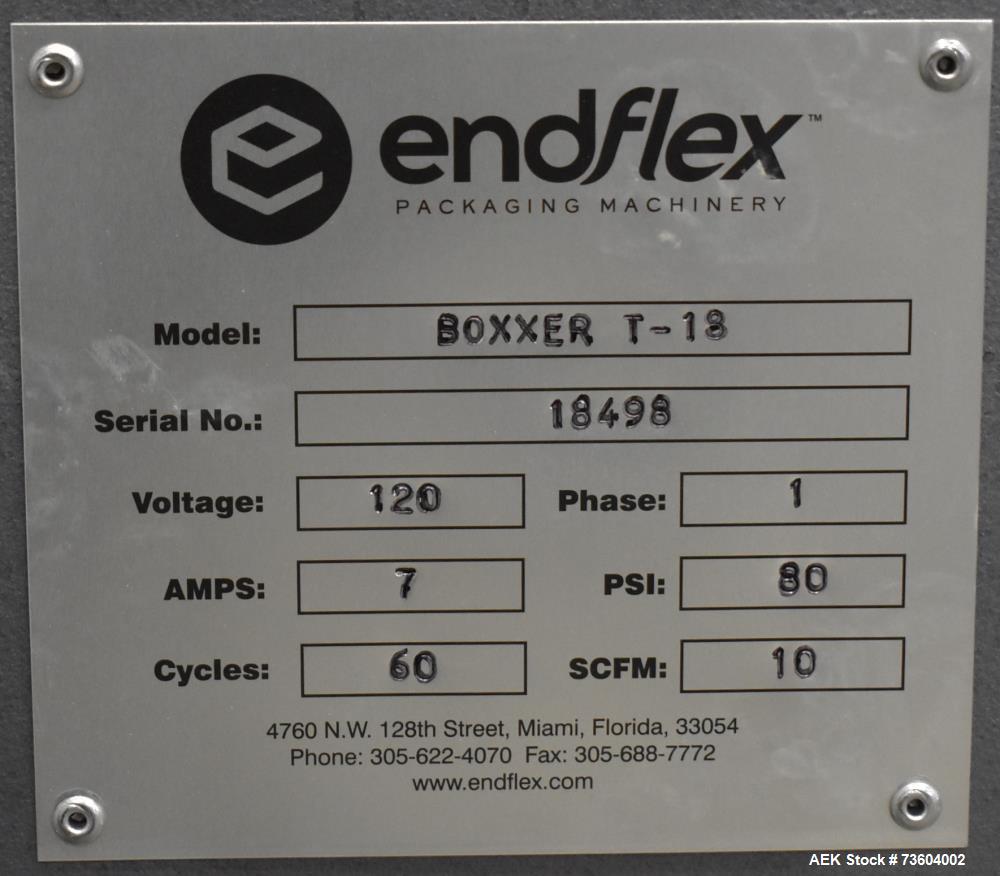 endflex™
PACKAGING MACHINERY
Model: BOXXER T-18
Serial No.: 18498
Voltage: 120 Phase: 1
AMPS: 7 PSI: 80
Cycles: 60 SCFM: 10
4760 N.W. 128th Street, Miami, Florida, 33054
Phone: 305-622-4070 Fax: 305-688-7772
www.endflex.com
AEK Stock # 73604002